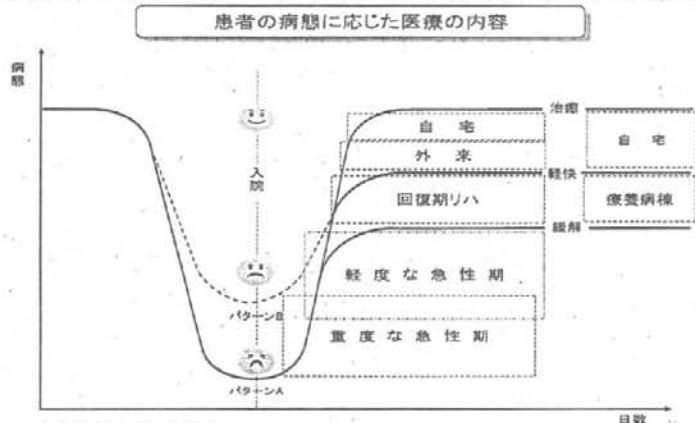 患者の病態に応じた医療の内容
病態
入院
治癒
自 宅
外 来
自 宅
軽快
回復期リハ
療養病棟
緩解
軽 度 な 急 性 期
パターンB
重 度 な 急 性 期
パターンA
日数